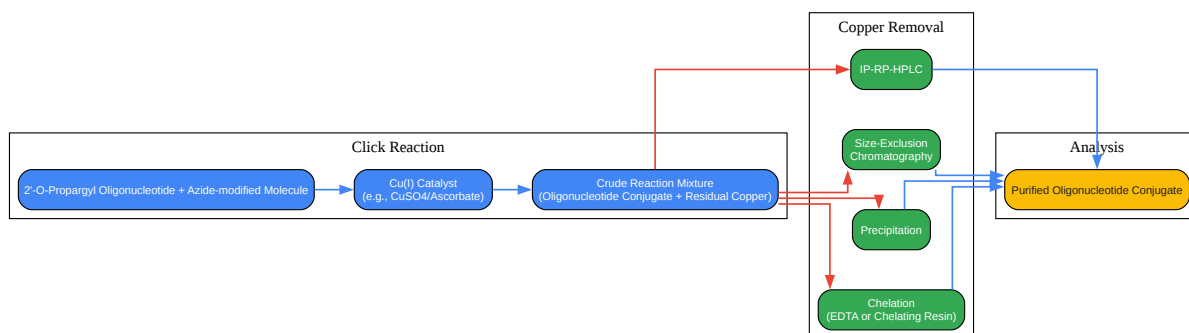 Copper Removal
IP-RP-HPLC
Click Reaction
Size-Exclusion
Chromatography
Analysis
2'-O-Propargyl Oligonucleotide + Azide-modified Molecule
Cu(I) Catalyst
(e.g., CuSO4/Ascorbate)
Crude Reaction Mixture
(Oligonucleotide Conjugate + Residual Copper)
Purified Oligonucleotide Conjugate
Precipitation
Chelation
(EDTA or Chelating Resin)